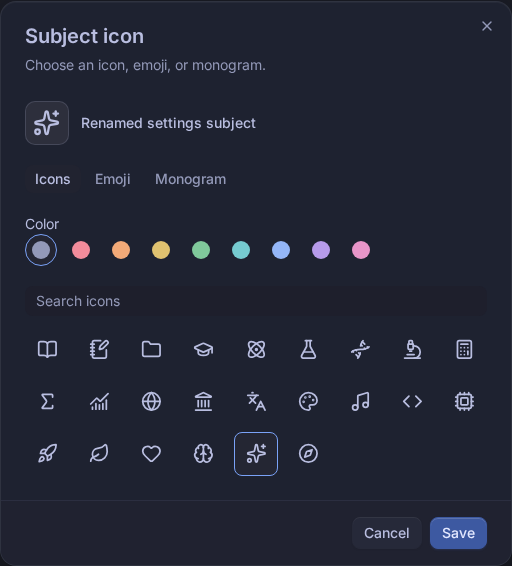 Subject icon
Choose an icon, emoji, or monogram.
Renamed settings subject
Icons Emoji Monogram
Color
Search icons
Cancel Save